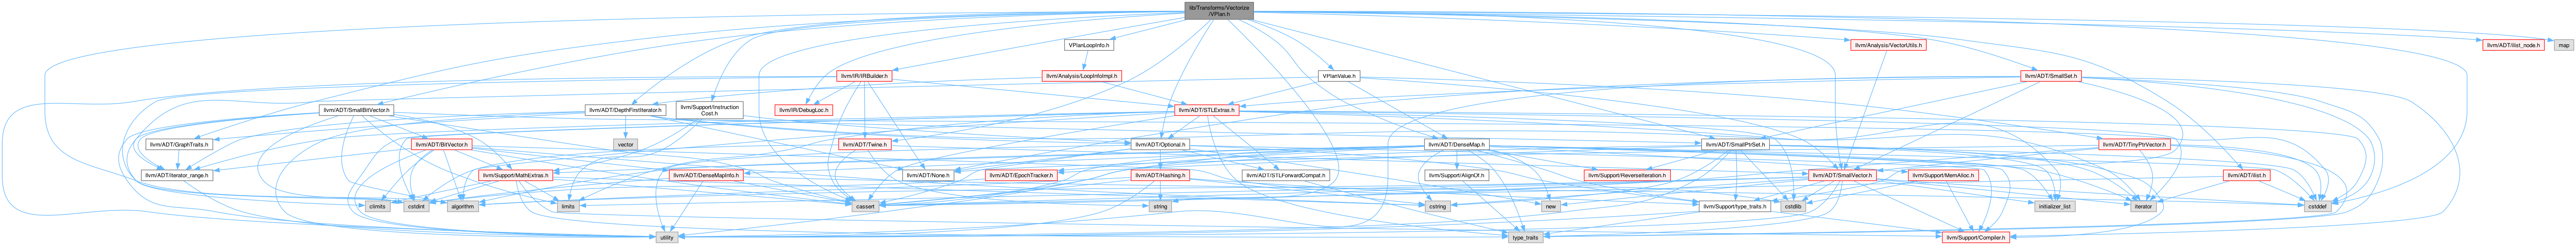 lib/Transforms/Vectorize
/VPlan.h
VPlanLoopInfo.h
llvm/Analysis/VectorUtils.h
llvm/ADT/ilist_node.h
map
llvm/IR/IRBuilder.h
llvm/Analysis/LoopInfoImpl.h
VPlanValue.h
llvm/ADT/SmallSet.h
llvm/ADT/SmallBitVector.h
llvm/ADT/DepthFirstIterator.h
llvm/Support/Instruction
Cost.h
llvm/IR/DebugLoc.h
llvm/ADT/STLExtras.h
llvm/ADT/GraphTraits.h
vector
llvm/ADT/BitVector.h
llvm/ADT/Twine.h
llvm/ADT/Optional.h
llvm/ADT/DenseMap.h
llvm/ADT/SmallPtrSet.h
llvm/ADT/TinyPtrVector.h
llvm/ADT/iterator_range.h
llvm/Support/MathExtras.h
llvm/ADT/DenseMapInfo.h
llvm/ADT/None.h
llvm/ADT/EpochTracker.h
llvm/ADT/Hashing.h
llvm/ADT/STLForwardCompat.h
llvm/Support/AlignOf.h
llvm/Support/ReverseIteration.h
llvm/ADT/SmallVector.h
llvm/Support/MemAlloc.h
llvm/ADT/ilist.h
climits
cstdint
algorithm
limits
cassert
string
cstring
new
cstdlib
llvm/Support/type_traits.h
initializer_list
iterator
cstddef
utility
type_traits
llvm/Support/Compiler.h